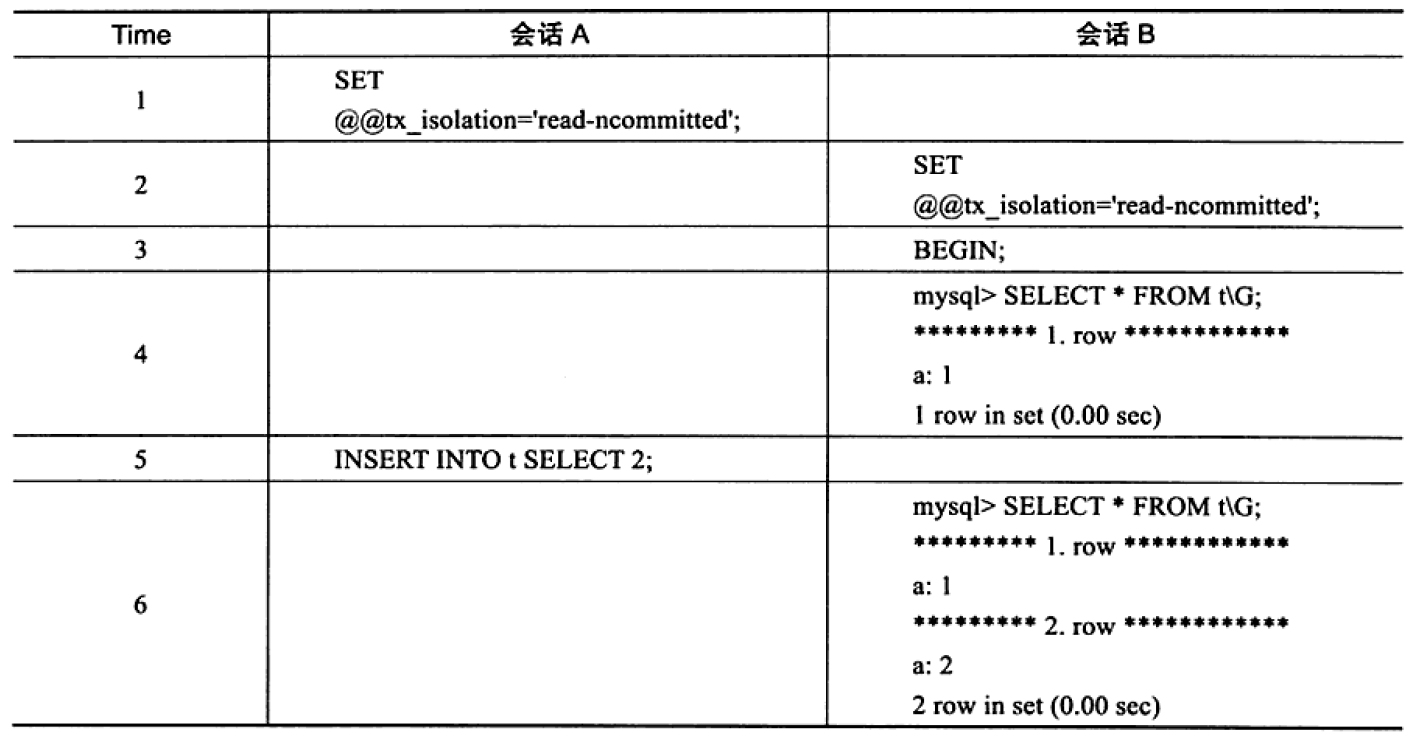 Time 会话 A 会话 B
1 SET
@@tx_isolation='read-ncommitted';
2 SET
@@tx_isolation='read-ncommitted';
3 BEGIN;
4 mysql> SELECT * FROM t\G;
********* 1. row ************
a: 1
1 row in set (0.00 sec)
5 INSERT INTO t SELECT 2;
6 mysql> SELECT * FROM t\G;
********* 1. row ************
a: 1
********* 2. row ************
a: 2
2 row in set (0.00 sec)